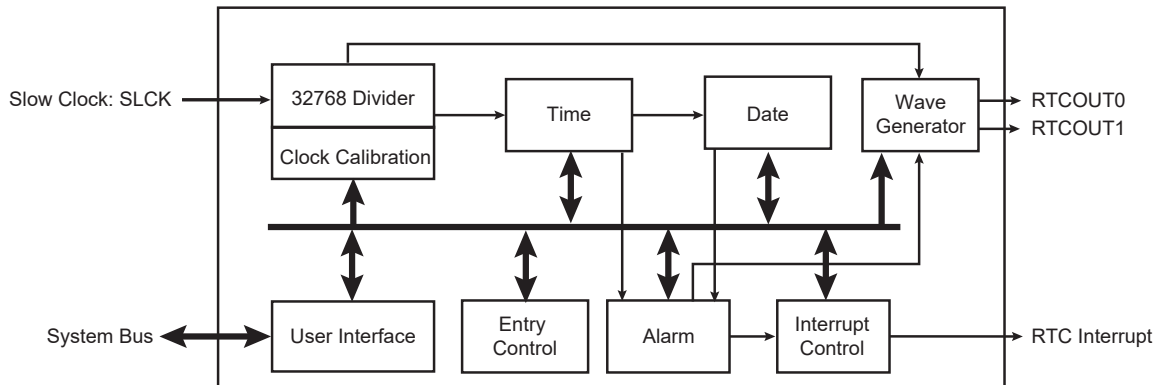 Slow Clock: SLCK
32768 Divider
Clock Calibration
Time
Date
Wave
Generator
RTCOUT0
RTCOUT1
System Bus
User Interface
Entry
Control
Alarm
Interrupt
Control
RTC Interrupt